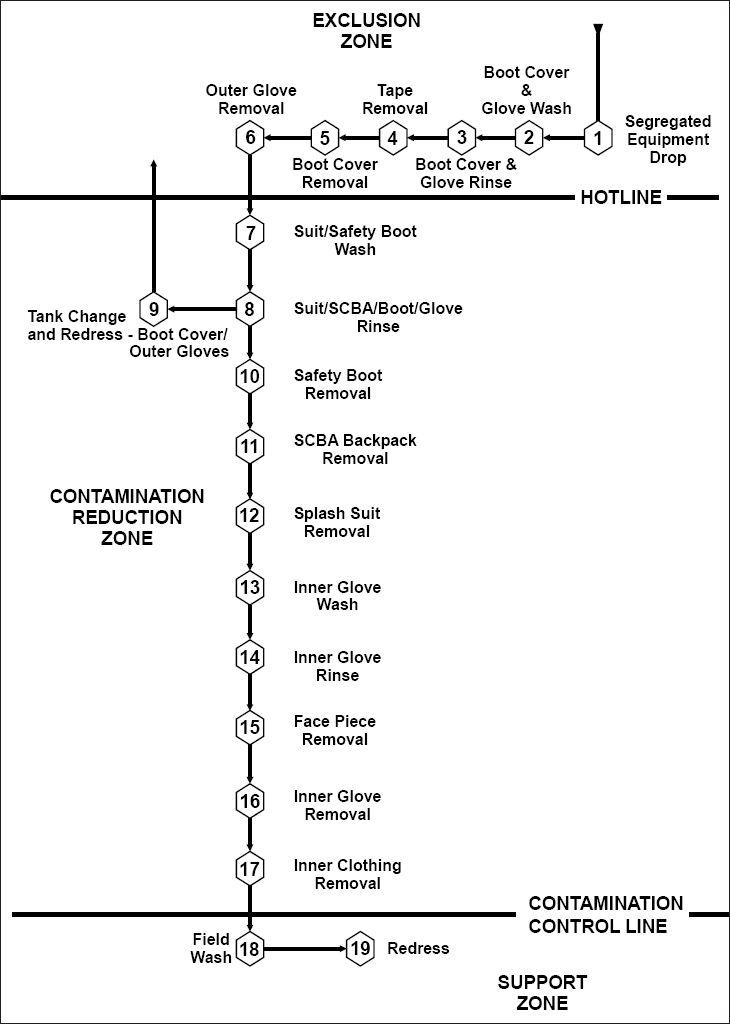 EXCLUSION
ZONE
Boot Cover
&
Glove Wash
Tape
Removal
Outer Glove
Removal
Segregated
Equipment
Drop
6
5
4
3
2
1
Boot Cover
Removal
Boot Cover &
Glove Rinse
HOTLINE
7
Suit/Safety Boot
Wash
9
8
Suit/SCBA/Boot/Glove
Rinse
Tank Change
and Redress - Boot Cover/
Outer Gloves
10
Safety Boot
Removal
11
SCBA Backpack
Removal
CONTAMINATION
REDUCTION
ZONE
12
Splash Suit
Removal
13
Inner Glove
Wash
14
Inner Glove
Rinse
15
Face Piece
Removal
16
Inner Glove
Removal
17
Inner Clothing
Removal
CONTAMINATION
CONTROL LINE
Field
Wash
18
19
Redress
SUPPORT
ZONE